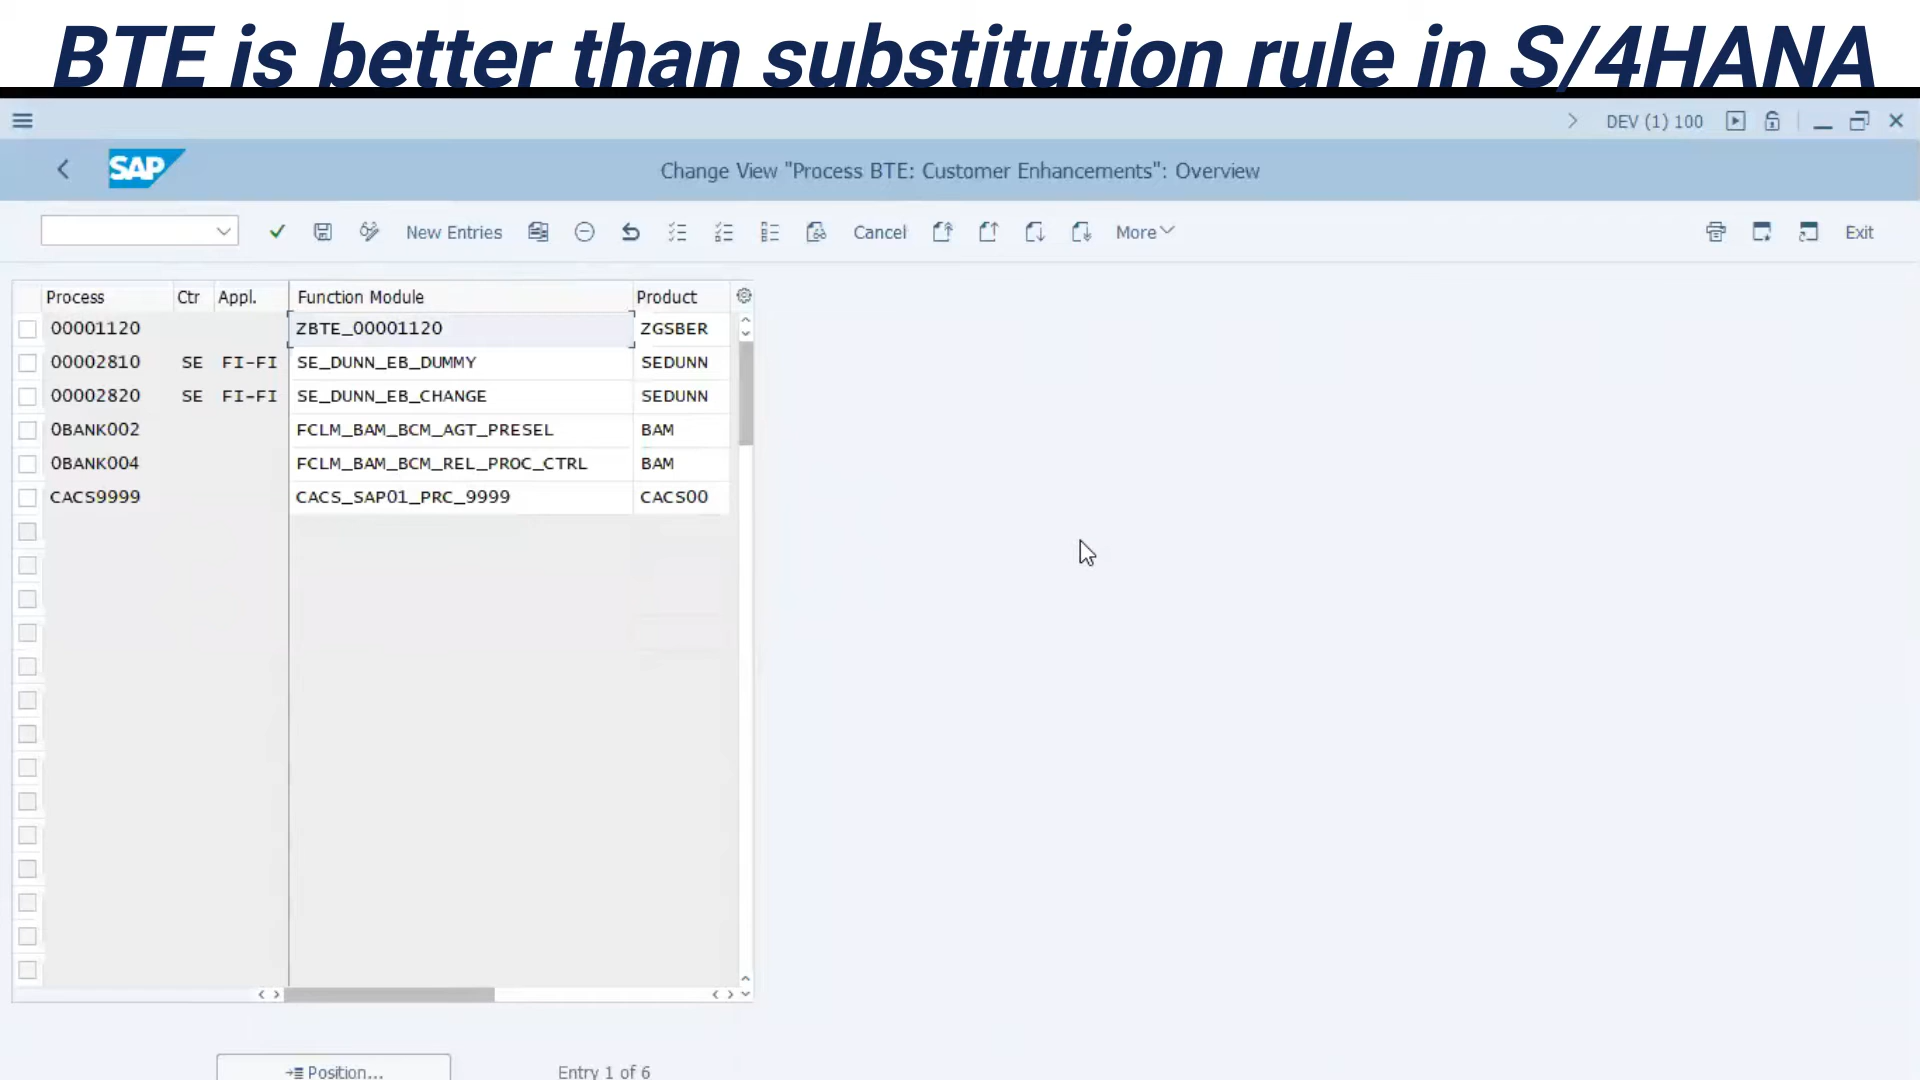 BTE is better than substitution rule in S/4HANA
DEV (1) 100
SAP
Change View "Process BTE: Customer Enhancements": Overview
New Entries Cancel More Exit
Process Ctr Appl. Function Module Product
00001120 ZBTE_00001120 ZGSBER
00002810 SE FI-FI SE_DUNN_EB_DUMMY SEDUNN
00002820 SE FI-FI SE_DUNN_EB_CHANGE SEDUNN
0BANK002 FCLM_BAM_BCM_AGT_PRESEL BAM
0BANK004 FCLM_BAM_BCM_REL_PROC_CTRL BAM
CACS9999 CACS_SAP01_PRC_9999 CACS00
Position... Entry 1 of 6